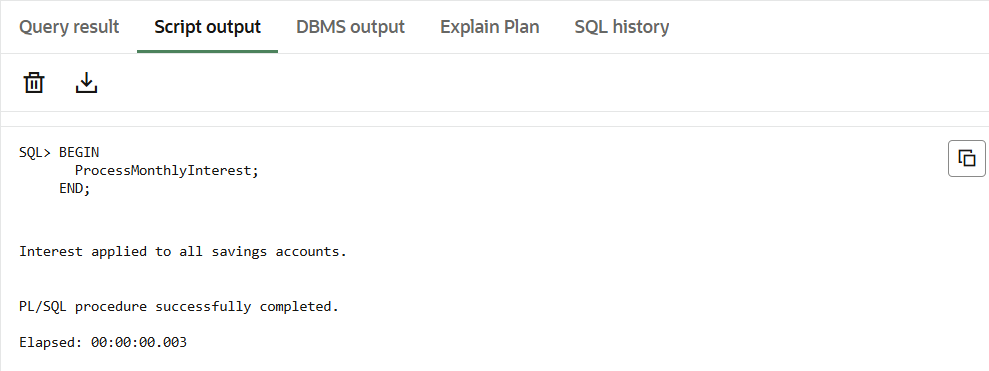 Query result Script output DBMS output Explain Plan SQL history
SQL> BEGIN
ProcessMonthlyInterest;
END;
Interest applied to all savings accounts.
PL/SQL procedure successfully completed.
Elapsed: 00:00:00.003